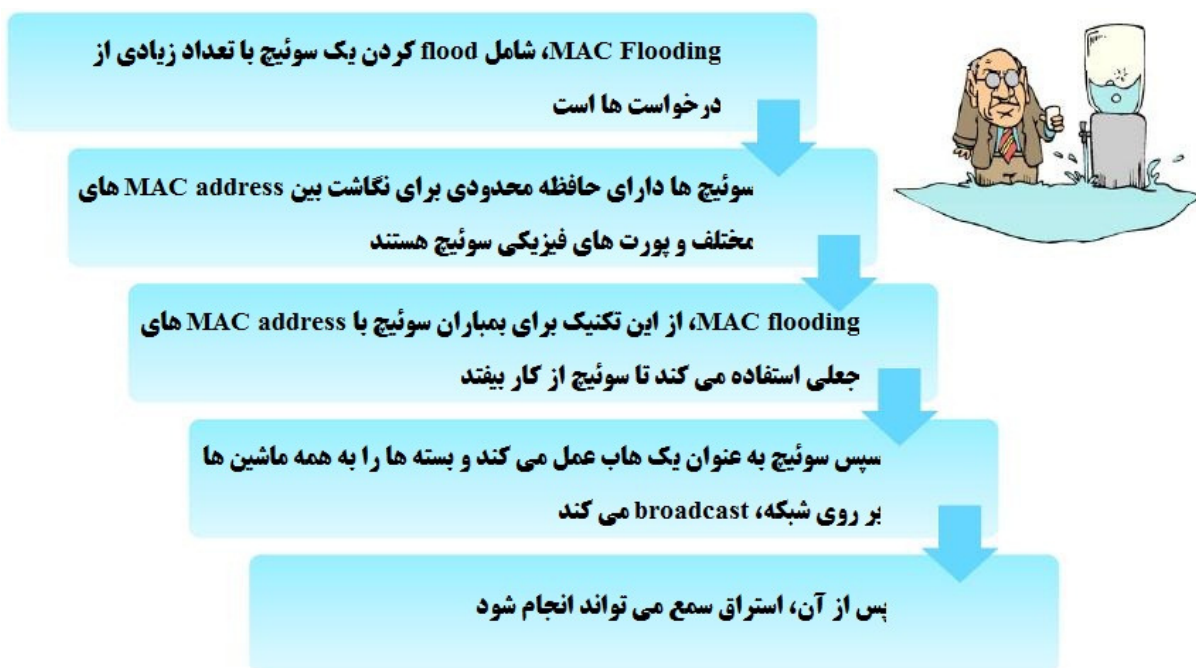 MAC Flooding، شامل flood کردن یک سوئیچ با تعداد زیادی از
درخواست ها است
سوئیچ ها دارای حافظه محدودی برای نگاشت بین MAC address های
مختلف و پورت های فیزیکی سوئیچ هستند
MAC flooding، از این تکنیک برای بمباران سوئیچ با MAC address های
جعلی استفاده می کند تا سوئیچ از کار بیفتد
سپس سوئیچ به عنوان یک هاب عمل می کند و بسته ها را به همه ماشین ها
بر روی شبکه، broadcast می کند
پس از آن، استراق سمع می تواند انجام شود